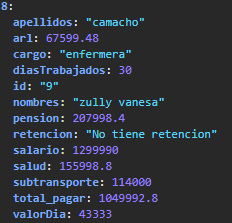 8:
apellidos: "camacho"
arl: 67599.48
cargo: "enfermera"
diasTrabajados: 30
id: "9"
nombres: "zully vanesa"
pension: 207998.4
retencion: "No tiene retencion"
salario: 1299990
salud: 155998.8
subtransporte: 114000
total_pagar: 1049992.8
valorDia: 43333